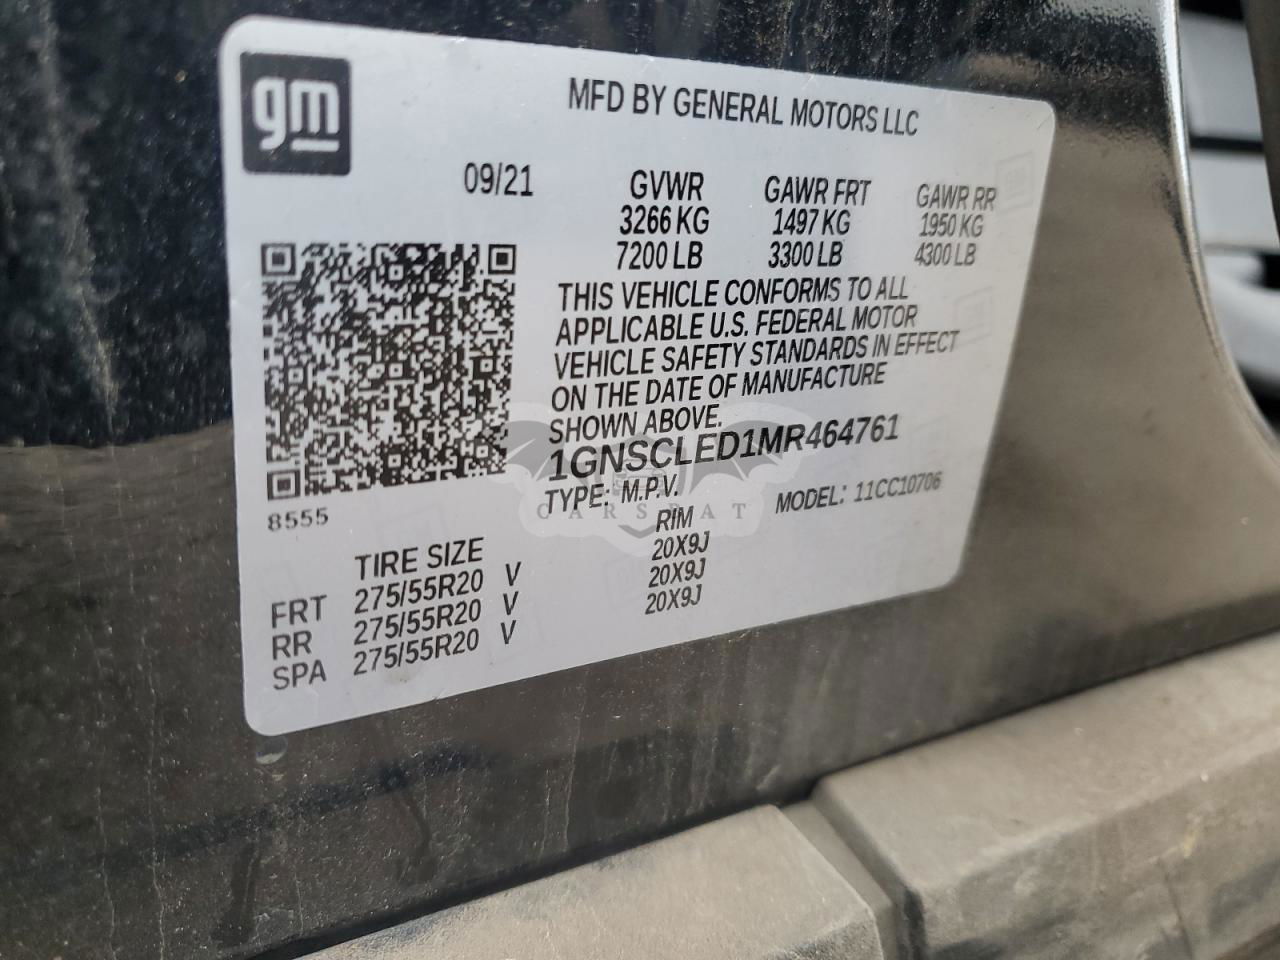 gm
MFD BY GENERAL MOTORS LLC
09/21 GVWR GAWR FRT GAWR RR
3266 KG 1497 KG 1950 KG
7200 LB 3300 LB 4300 LB
THIS VEHICLE CONFORMS TO ALL
APPLICABLE U.S. FEDERAL MOTOR
VEHICLE SAFETY STANDARDS IN EFFECT
ON THE DATE OF MANUFACTURE
SHOWN ABOVE.
1GNSCLED1MR464761
TYPE: M.P.V. MODEL: 11CC10706
8555
TIRE SIZE RIM
FRT 275/55R20 V 20X9J
RR 275/55R20 V 20X9J
SPA 275/55R20 V 20X9J
CARSBAT